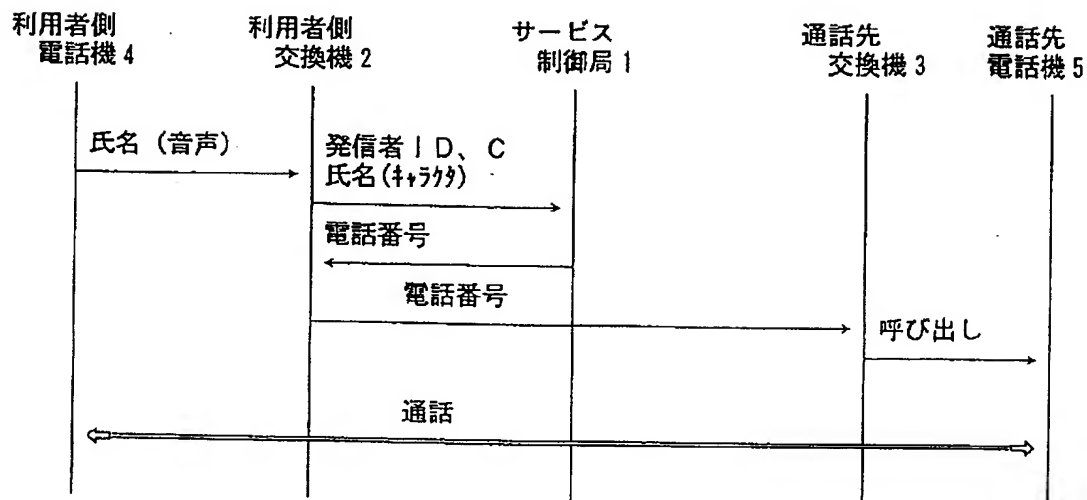 利用者側
電話機4
利用者側
交換機2
サービス
制御局1
通話先
交換機3
通話先
電話機5
氏名（音声）
発信者ID、C
氏名(ｷｬﾗｸﾀ)
電話番号
電話番号
呼び出し
通話